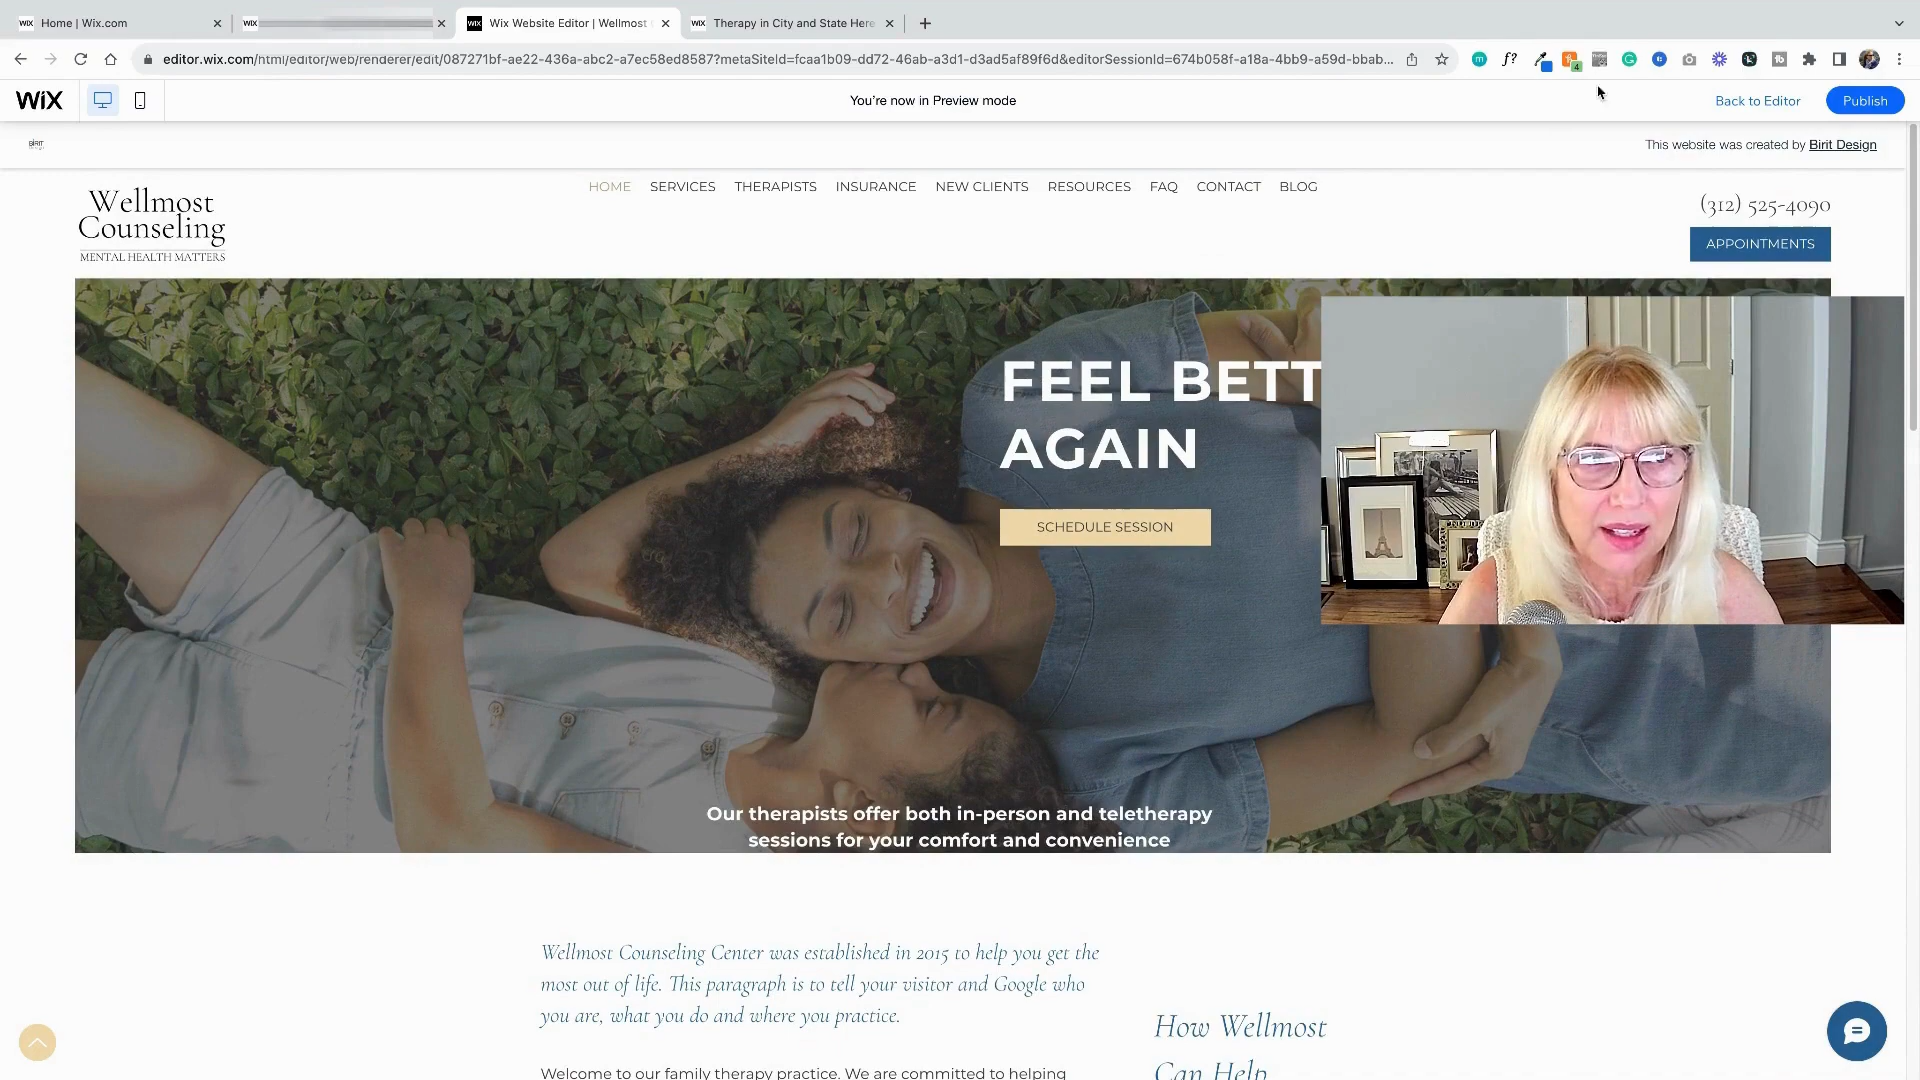 Home | Wix.com
Wix Website Editor | Wellmost
Therapy in City and State Here
editor.wix.com/html/editor/web/renderer/edit/087271bf-ae22-436a-abc2-a7ec58ed8587?metaSiteId=fcaa1b09-dd72-46ab-a3d1-d3ad5af89f6d&editorSessionId=674b058f-a18a-4bb9-a59d-bbab...
WiX
You're now in Preview mode
Back to Editor
Publish
BIRIT
This website was created by Birit Design
Wellmost
Counseling
MENTAL HEALTH MATTERS
HOME SERVICES THERAPISTS INSURANCE NEW CLIENTS RESOURCES FAQ CONTACT BLOG
(312) 525-4090
APPOINTMENTS
FEEL BETT
AGAIN
SCHEDULE SESSION
Our therapists offer both in-person and teletherapy
sessions for your comfort and convenience
Wellmost Counseling Center was established in 2015 to help you get the
most out of life. This paragraph is to tell your visitor and Google who
you are, what you do and where you practice.
How Wellmost
Can Help
Welcome to our family therapy practice. We are committed to helping